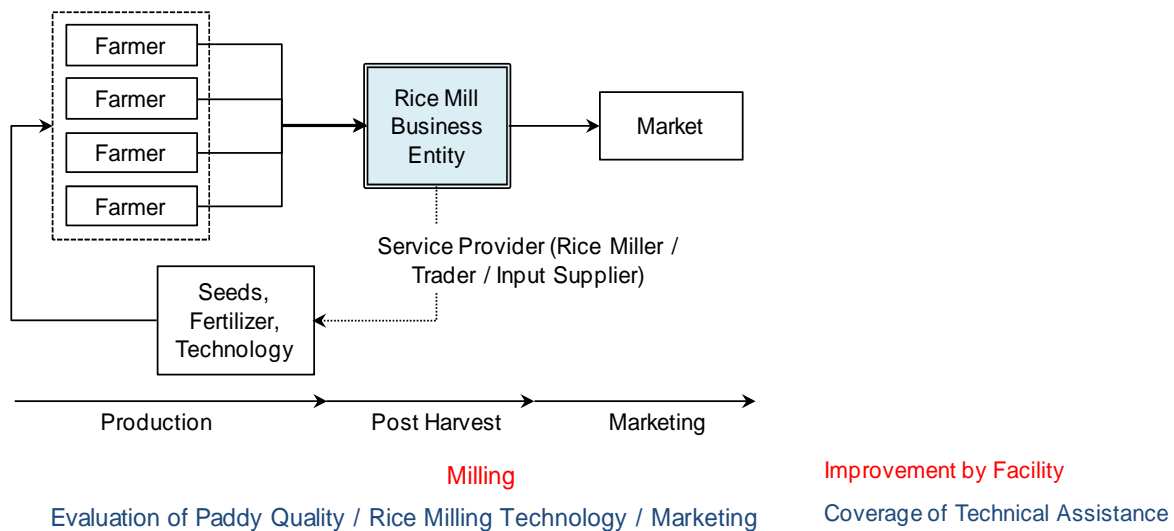 Farmer
Farmer
Farmer
Farmer
Rice Mill
Business
Entity
Market
Service Provider (Rice Miller /
Trader / Input Supplier)
Seeds,
Fertilizer,
Technology
Production
Post Harvest
Marketing
Milling
Improvement by Facility
Evaluation of Paddy Quality / Rice Milling Technology / Marketing
Coverage of Technical Assistance